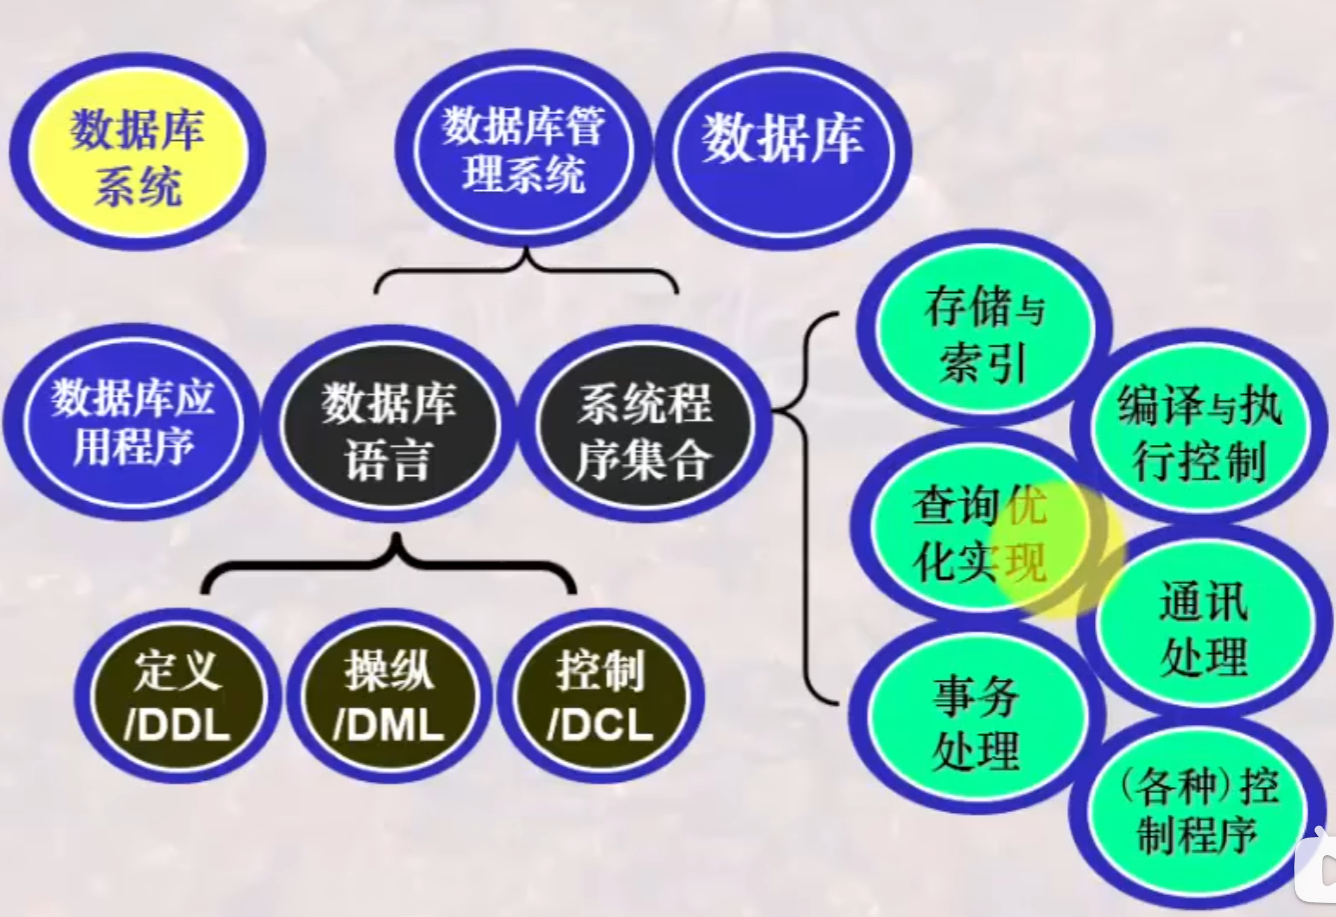 数据库
系统
数据库管
理系统
数据库
数据库应
用程序
数据库
语言
系统程
序集合
定义
/DDL
操纵
/DML
控制
/DCL
存储与
索引
编译与执
行控制
查询优
化实现
通讯
处理
事务
处理
(各种)控
制程序